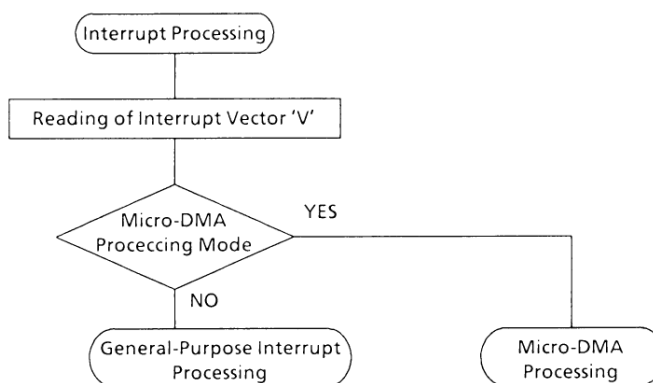 Interrupt Processing
Reading of Interrupt Vector 'V'
Micro-DMA
Proceccing Mode
YES
NO
General-Purpose Interrupt
Processing
Micro-DMA
Processing